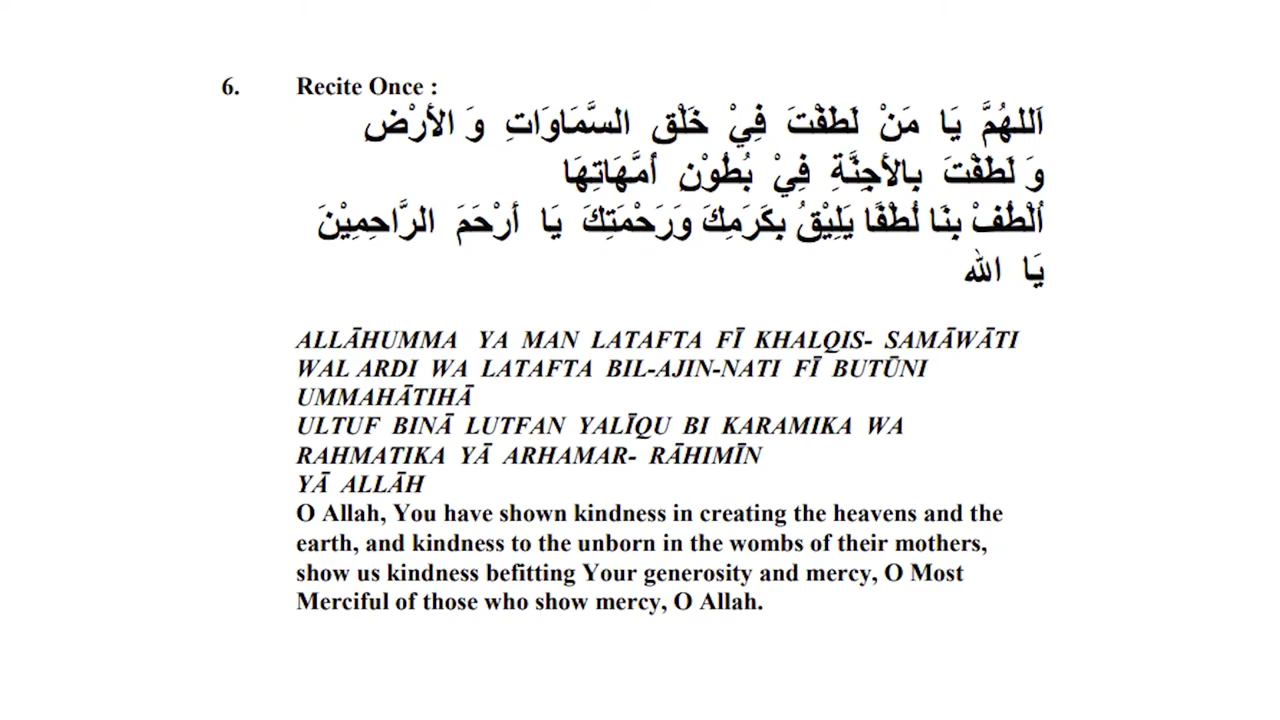 6. Recite Once :
اَللهُمَّ يَا مَنْ لَطَفْتَ فِيْ خَلْقِ السَّمَاوَاتِ وَ الأَرْضِ
وَ لَطَفْتَ بِالأَجِنَّةِ فِيْ بُطُوْنِ أُمَّهَاتِهَا
اُلْطُفْ بِنَا لُطْفًا يَلِيْقُ بِكَرَمِكَ وَرَحْمَتِكَ يَا أَرْحَمَ الرَّاحِمِيْنَ
يَا الله
ALLĀHUMMA YA MAN LATAFTA FĪ KHALQIS- SAMĀWĀTI
WAL ARDI WA LATAFTA BIL-AJIN-NATI FĪ BUTŪNI
UMMAHĀTIHĀ
ULTUF BINĀ LUTFAN YALĪQU BI KARAMIKA WA
RAHMATIKA YĀ ARHAMAR- RĀHIMĪN
YĀ ALLĀH
O Allah, You have shown kindness in creating the heavens and the
earth, and kindness to the unborn in the wombs of their mothers,
show us kindness befitting Your generosity and mercy, O Most
Merciful of those who show mercy, O Allah.